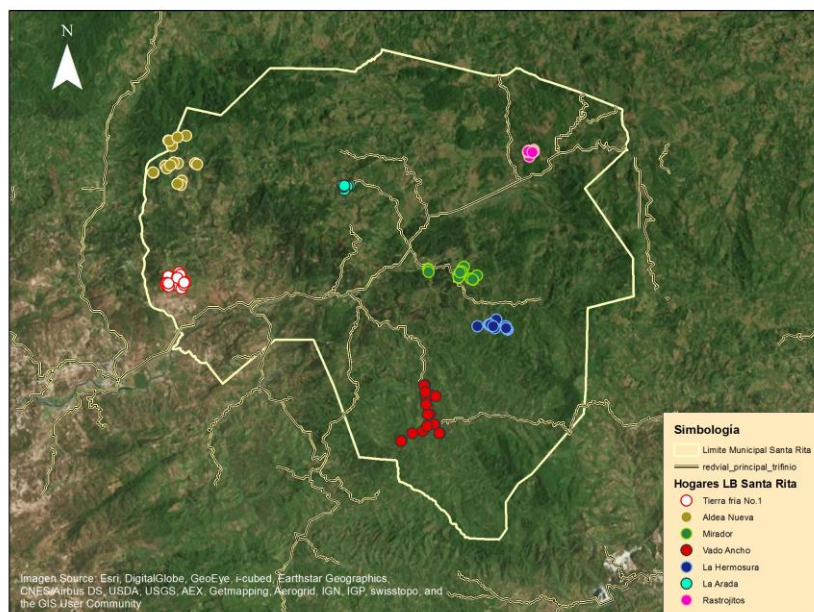 N
Simbología
Limite Municipal Santa Rita
redvial_principal_trifinio
Hogares LB Santa Rita
Tierra fría No.1
Aldea Nueva
Mirador
Vado Ancho
La Hermosura
La Arada
Rastrojitos
Imagen Source: Esri, DigitalGlobe, GeoEye, i-cubed, Earthstar Geographics,
CNES/Airbus DS, USDA, USGS, AEX, Getmapping, Aerogrid, IGN, IGP, swisstopo, and
the GIS User Community